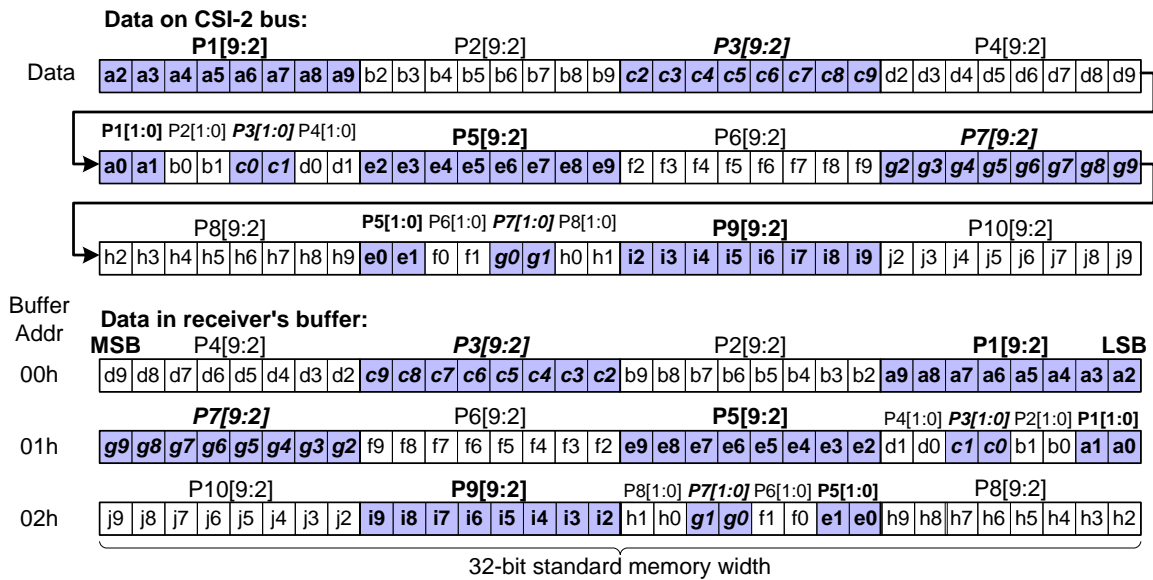 Data on CSI-2 bus:
P1[9:2] P2[9:2] P3[9:2] P4[9:2]
Data a2 a3 a4 a5 a6 a7 a8 a9 b2 b3 b4 b5 b6 b7 b8 b9 c2 c3 c4 c5 c6 c7 c8 c9 d2 d3 d4 d5 d6 d7 d8 d9
P1[1:0] P2[1:0] P3[1:0] P4[1:0] P5[9:2] P6[9:2] P7[9:2]
a0 a1 b0 b1 c0 c1 d0 d1 e2 e3 e4 e5 e6 e7 e8 e9 f2 f3 f4 f5 f6 f7 f8 f9 g2 g3 g4 g5 g6 g7 g8 g9
P8[9:2] P5[1:0] P6[1:0] P7[1:0] P8[1:0] P9[9:2] P10[9:2]
h2 h3 h4 h5 h6 h7 h8 h9 e0 e1 f0 f1 g0 g1 h0 h1 i2 i3 i4 i5 i6 i7 i8 i9 j2 j3 j4 j5 j6 j7 j8 j9
Buffer
Addr
Data in receiver's buffer:
MSB P4[9:2] P3[9:2] P2[9:2] P1[9:2] LSB
00h d9 d8 d7 d6 d5 d4 d3 d2 c9 c8 c7 c6 c5 c4 c3 c2 b9 b8 b7 b6 b5 b4 b3 b2 a9 a8 a7 a6 a5 a4 a3 a2
P7[9:2] P6[9:2] P5[9:2] P4[1:0] P3[1:0] P2[1:0] P1[1:0]
01h g9 g8 g7 g6 g5 g4 g3 g2 f9 f8 f7 f6 f5 f4 f3 f2 e9 e8 e7 e6 e5 e4 e3 e2 d1 d0 c1 c0 b1 b0 a1 a0
P10[9:2] P9[9:2] P8[1:0] P7[1:0] P6[1:0] P5[1:0] P8[9:2]
02h j9 j8 j7 j6 j5 j4 j3 j2 i9 i8 i7 i6 i5 i4 i3 i2 h1 h0 g1 g0 f1 f0 e1 e0 h9 h8 h7 h6 h5 h4 h3 h2
32-bit standard memory width